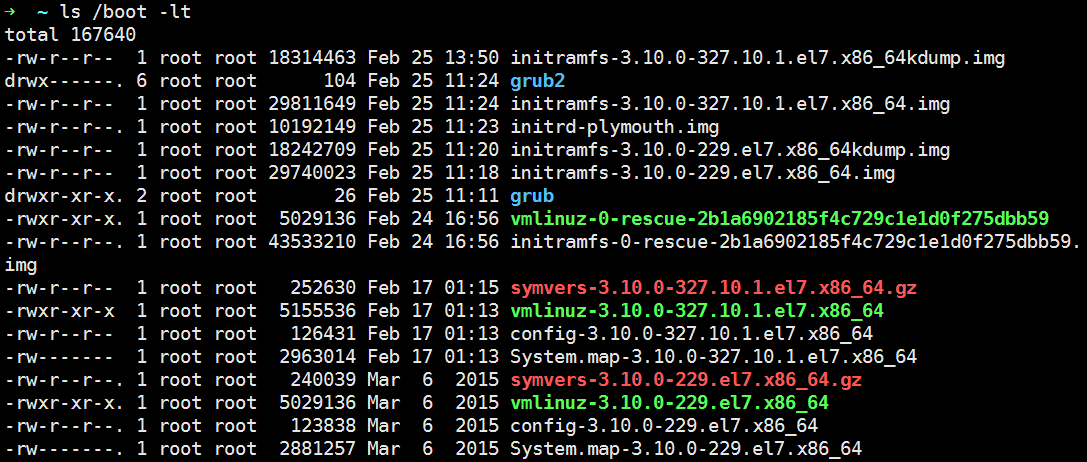 ➜  ~ ls /boot -lt
total 167640
-rw-r--r--  1 root root 18314463 Feb 25 13:50 initramfs-3.10.0-327.10.1.el7.x86_64kdump.img
drwx------. 6 root root      104 Feb 25 11:24 grub2
-rw-r--r--  1 root root 29811649 Feb 25 11:24 initramfs-3.10.0-327.10.1.el7.x86_64.img
-rw-r--r--. 1 root root 10192149 Feb 25 11:23 initrd-plymouth.img
-rw-r--r--  1 root root 18242709 Feb 25 11:20 initramfs-3.10.0-229.el7.x86_64kdump.img
-rw-r--r--  1 root root 29740023 Feb 25 11:18 initramfs-3.10.0-229.el7.x86_64.img
drwxr-xr-x. 2 root root       26 Feb 25 11:11 grub
-rwxr-xr-x. 1 root root  5029136 Feb 24 16:56 vmlinuz-0-rescue-2b1a6902185f4c729c1e1d0f275dbb59
-rw-r--r--. 1 root root 43533210 Feb 24 16:56 initramfs-0-rescue-2b1a6902185f4c729c1e1d0f275dbb59.
img
-rw-r--r--  1 root root   252630 Feb 17 01:15 symvers-3.10.0-327.10.1.el7.x86_64.gz
-rwxr-xr-x  1 root root  5155536 Feb 17 01:13 vmlinuz-3.10.0-327.10.1.el7.x86_64
-rw-r--r--  1 root root   126431 Feb 17 01:13 config-3.10.0-327.10.1.el7.x86_64
-rw-------  1 root root  2963014 Feb 17 01:13 System.map-3.10.0-327.10.1.el7.x86_64
-rw-r--r--. 1 root root   240039 Mar  6  2015 symvers-3.10.0-229.el7.x86_64.gz
-rwxr-xr-x. 1 root root  5029136 Mar  6  2015 vmlinuz-3.10.0-229.el7.x86_64
-rw-r--r--. 1 root root   123838 Mar  6  2015 config-3.10.0-229.el7.x86_64
-rw-------. 1 root root  2881257 Mar  6  2015 System.map-3.10.0-229.el7.x86_64